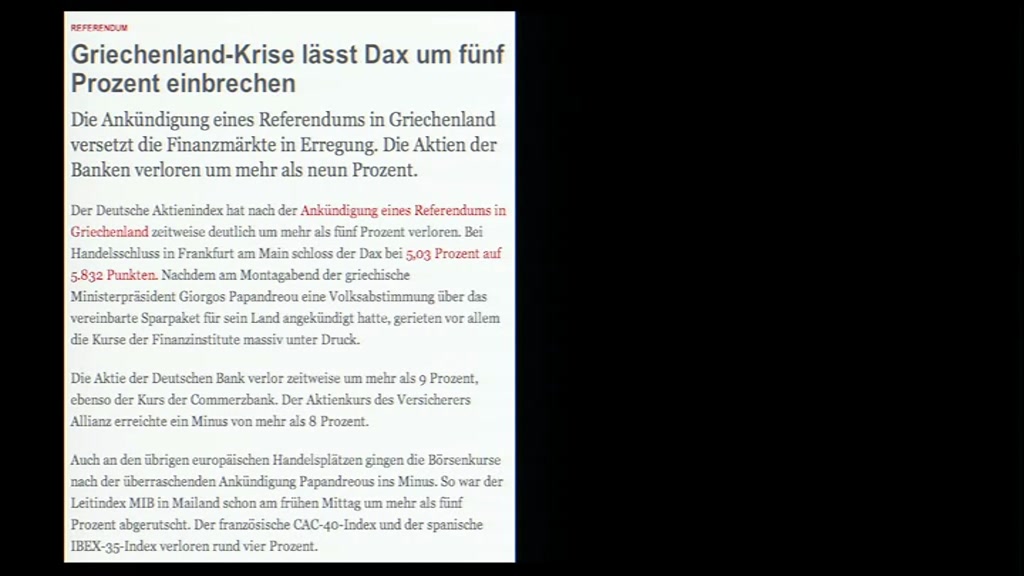 REFERENDUM
Griechenland-Krise lässt Dax um fünf
Prozent einbrechen
Die Ankündigung eines Referendums in Griechenland
versetzt die Finanzmärkte in Erregung. Die Aktien der
Banken verloren um mehr als neun Prozent.
Der Deutsche Aktienindex hat nach der Ankündigung eines Referendums in
Griechenland zeitweise deutlich um mehr als fünf Prozent verloren. Bei
Handelsschluss in Frankfurt am Main schloss der Dax bei 5,03 Prozent auf
5.832 Punkten. Nachdem am Montagabend der griechische
Ministerpräsident Giorgos Papandreou eine Volksabstimmung über das
vereinbarte Sparpaket für sein Land angekündigt hatte, gerieten vor allem
die Kurse der Finanzinstitute massiv unter Druck.
Die Aktie der Deutschen Bank verlor zeitweise um mehr als 9 Prozent,
ebenso der Kurs der Commerzbank. Der Aktienkurs des Versicherers
Allianz erreichte ein Minus von mehr als 8 Prozent.
Auch an den übrigen europäischen Handelsplätzen gingen die Börsenkurse
nach der überraschenden Ankündigung Papandreous ins Minus. So war der
Leitindex MIB in Mailand schon am frühen Mittag um mehr als fünf
Prozent abgerutscht. Der französische CAC-40-Index und der spanische
IBEX-35-Index verloren rund vier Prozent.